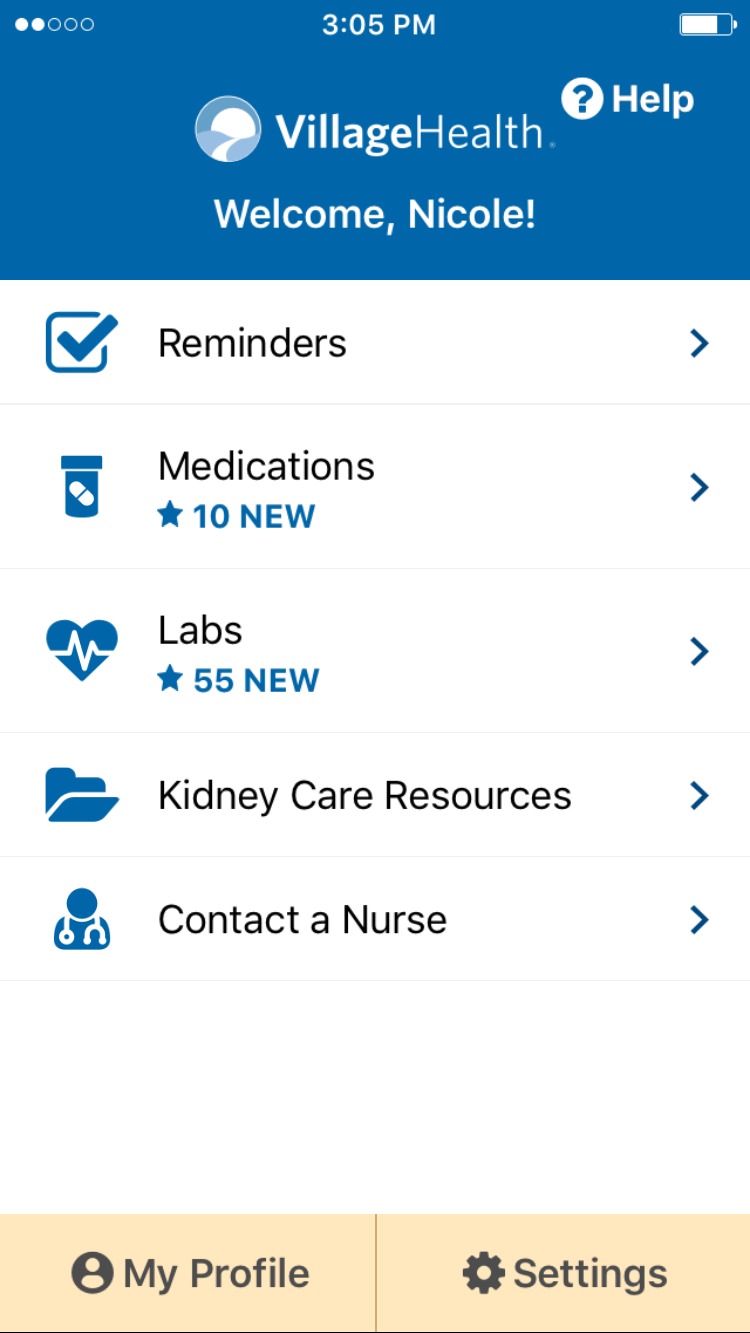 3:05 PM
Help
VillageHealth.
Welcome, Nicole!
Reminders
Medications
10 NEW
Labs
55 NEW
Kidney Care Resources
Contact a Nurse
My Profile
Settings